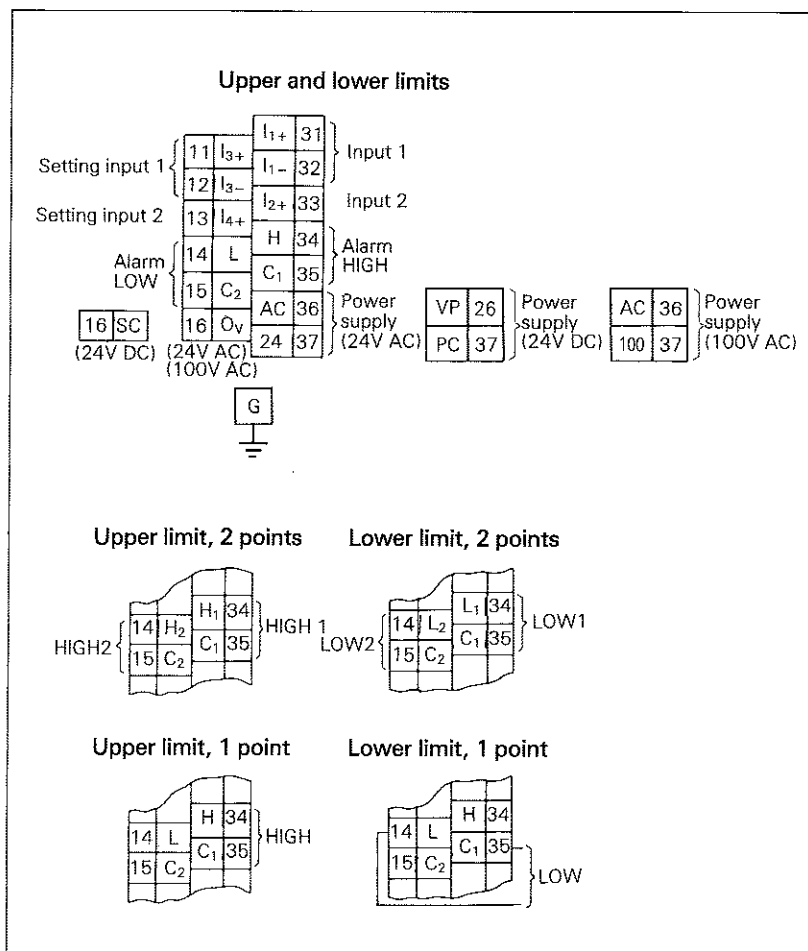 Upper and lower limits
I1+ 31
11 I3+
I1− 32
12 I3−
Setting input 1
Input 1
I2+ 33
Input 2
13 I4+
Setting input 2
H 34
14 L
C1 35
15 C2
Alarm
LOW
Alarm
HIGH
AC 36
16 Ov
24 37
16 SC
(24V DC)
(24V AC)
(100V AC)
Power
supply
(24V AC)
VP 26
PC 37
Power
supply
(24V DC)
AC 36
100 37
Power
supply
(100V AC)
G
Upper limit, 2 points
H1 34
14 H2
C1 35
15 C2
HIGH2
HIGH 1
Lower limit, 2 points
L1 34
14 L2
C1 35
15 C2
LOW2
LOW1
Upper limit, 1 point
H 34
14 L
C1 35
15 C2
HIGH
Lower limit, 1 point
H 34
14 L
C1 35
15 C2
LOW